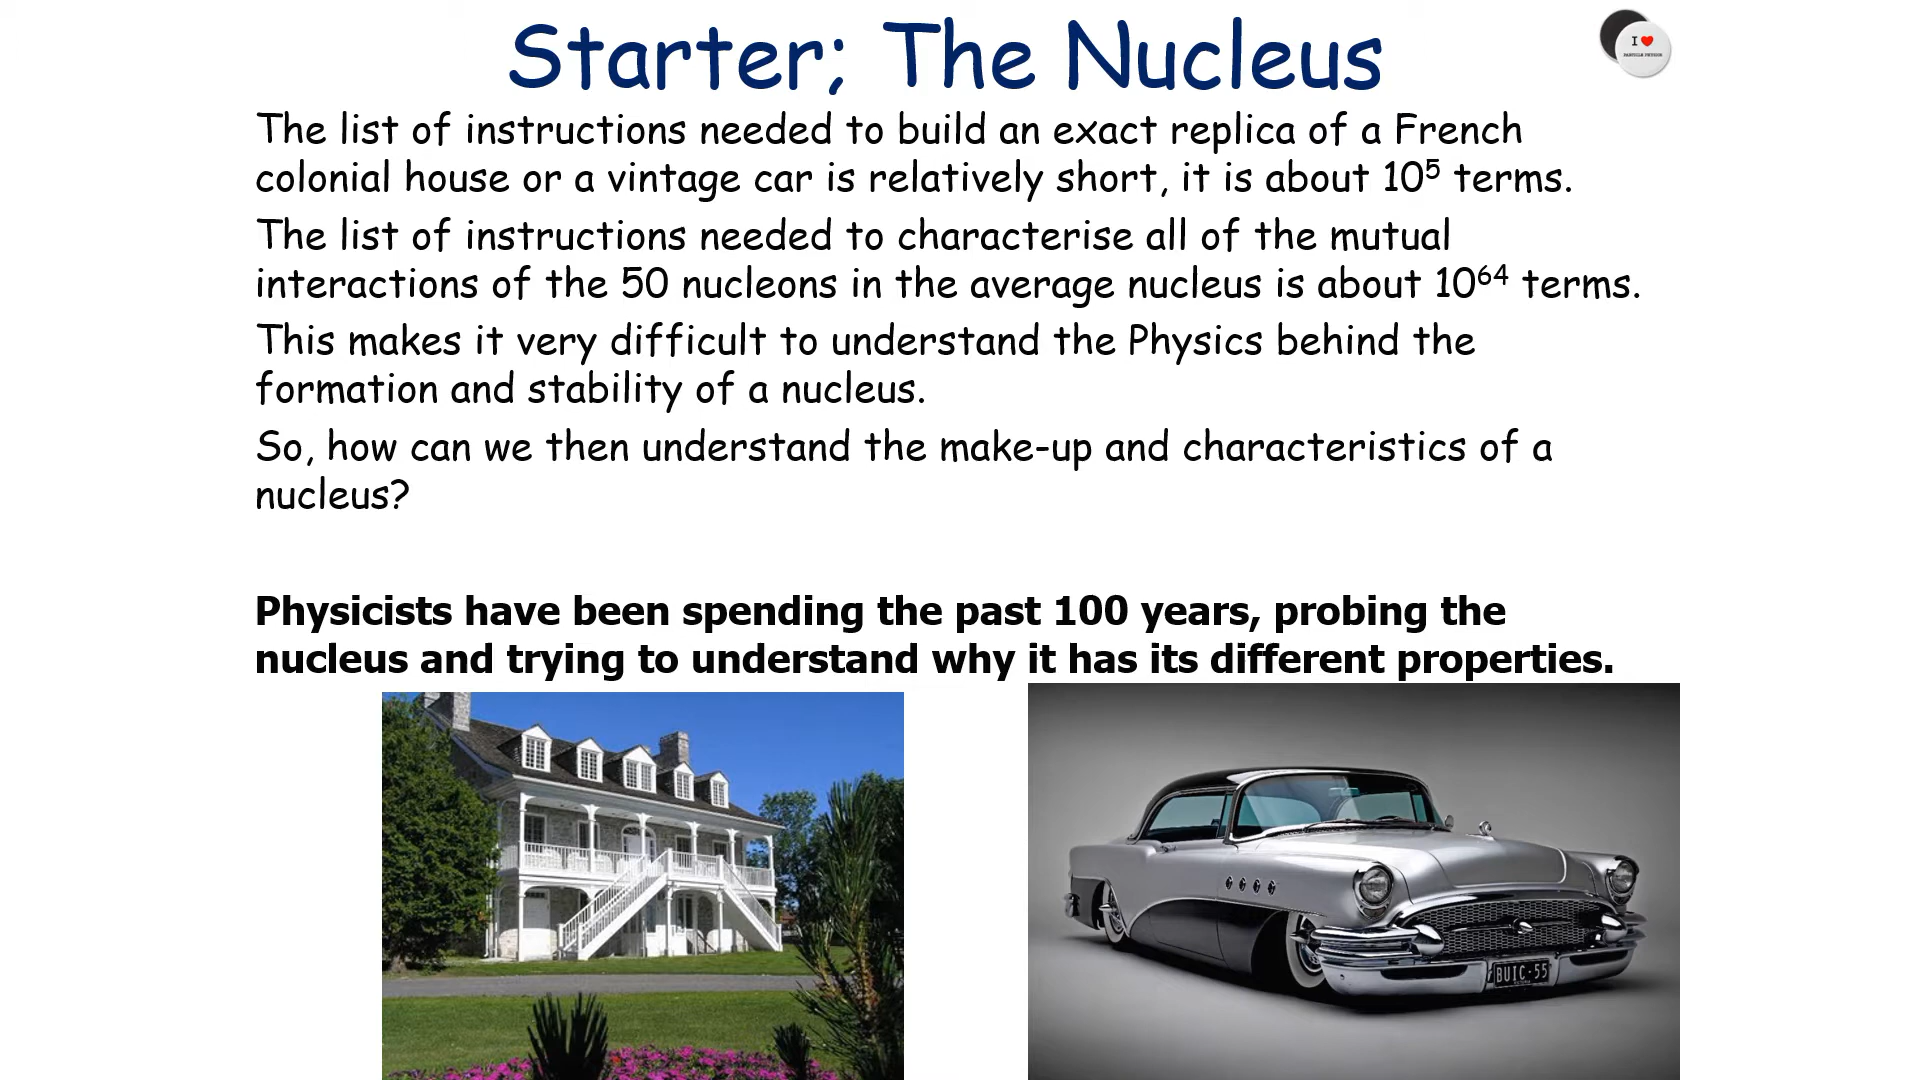 Starter; The Nucleus
I ❤
PARTICLE PHYSICS
The list of instructions needed to build an exact replica of a French
colonial house or a vintage car is relatively short, it is about 10⁵ terms.
The list of instructions needed to characterise all of the mutual
interactions of the 50 nucleons in the average nucleus is about 10⁶⁴ terms.
This makes it very difficult to understand the Physics behind the
formation and stability of a nucleus.
So, how can we then understand the make-up and characteristics of a
nucleus?
Physicists have been spending the past 100 years, probing the
nucleus and trying to understand why it has its different properties.
BUIC·55